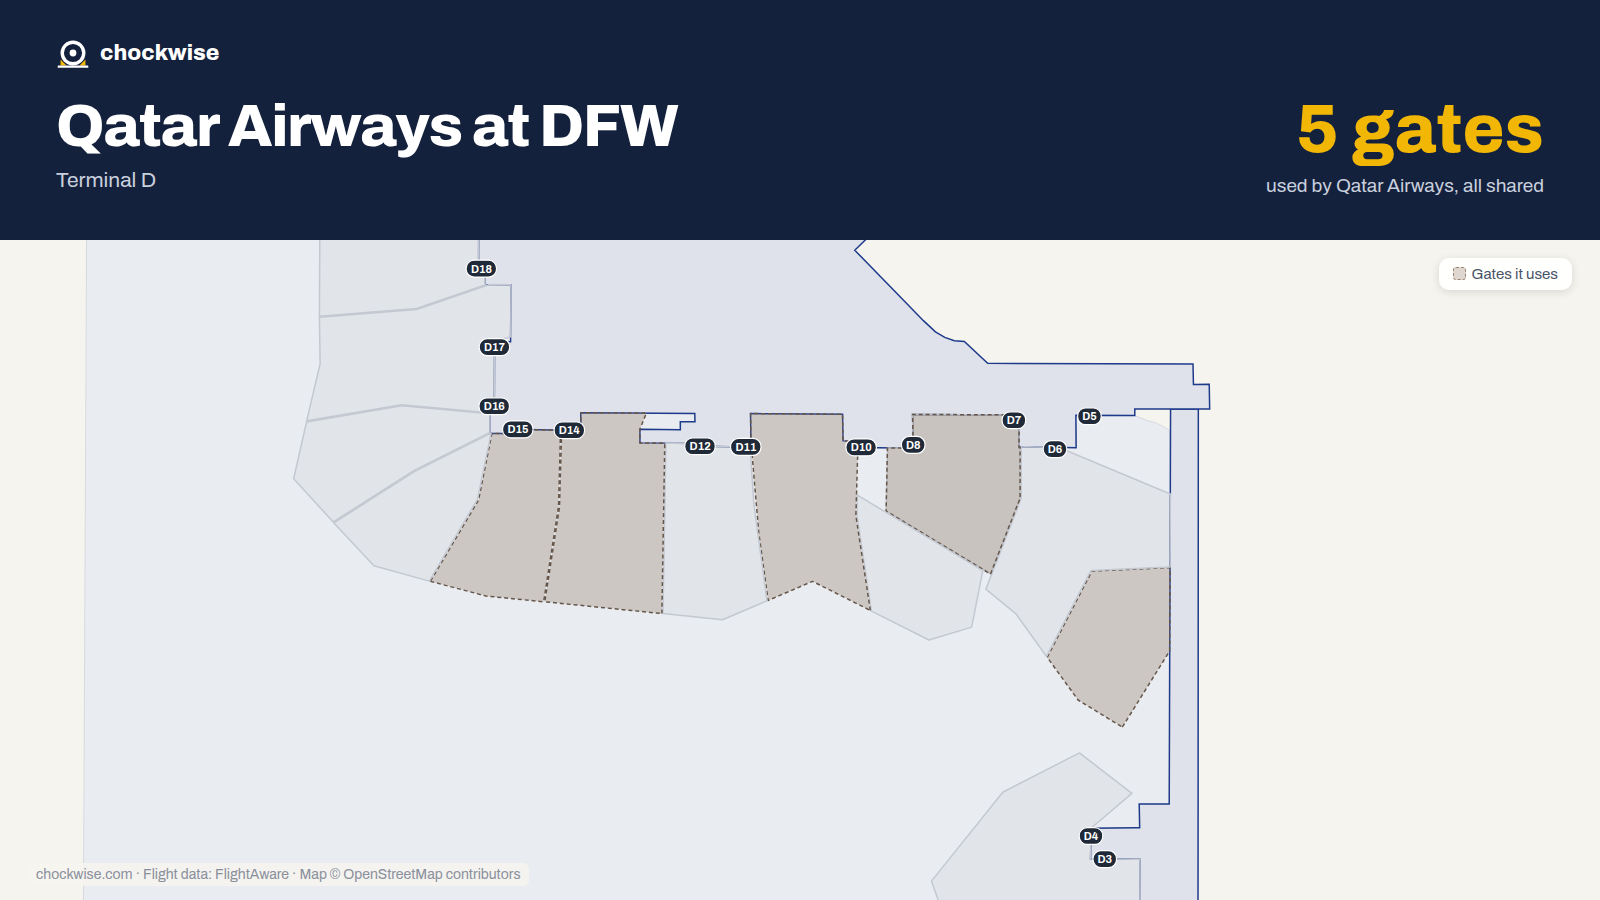 chockwise
Qatar Airways at DFW
Terminal D
5 gates
used by Qatar Airways, all shared
Gates it uses
D18
D17
D16
D15
D14
D12
D11
D10
D8
D7
D6
D5
D4
D3
chockwise.com · Flight data: FlightAware · Map © OpenStreetMap contributors